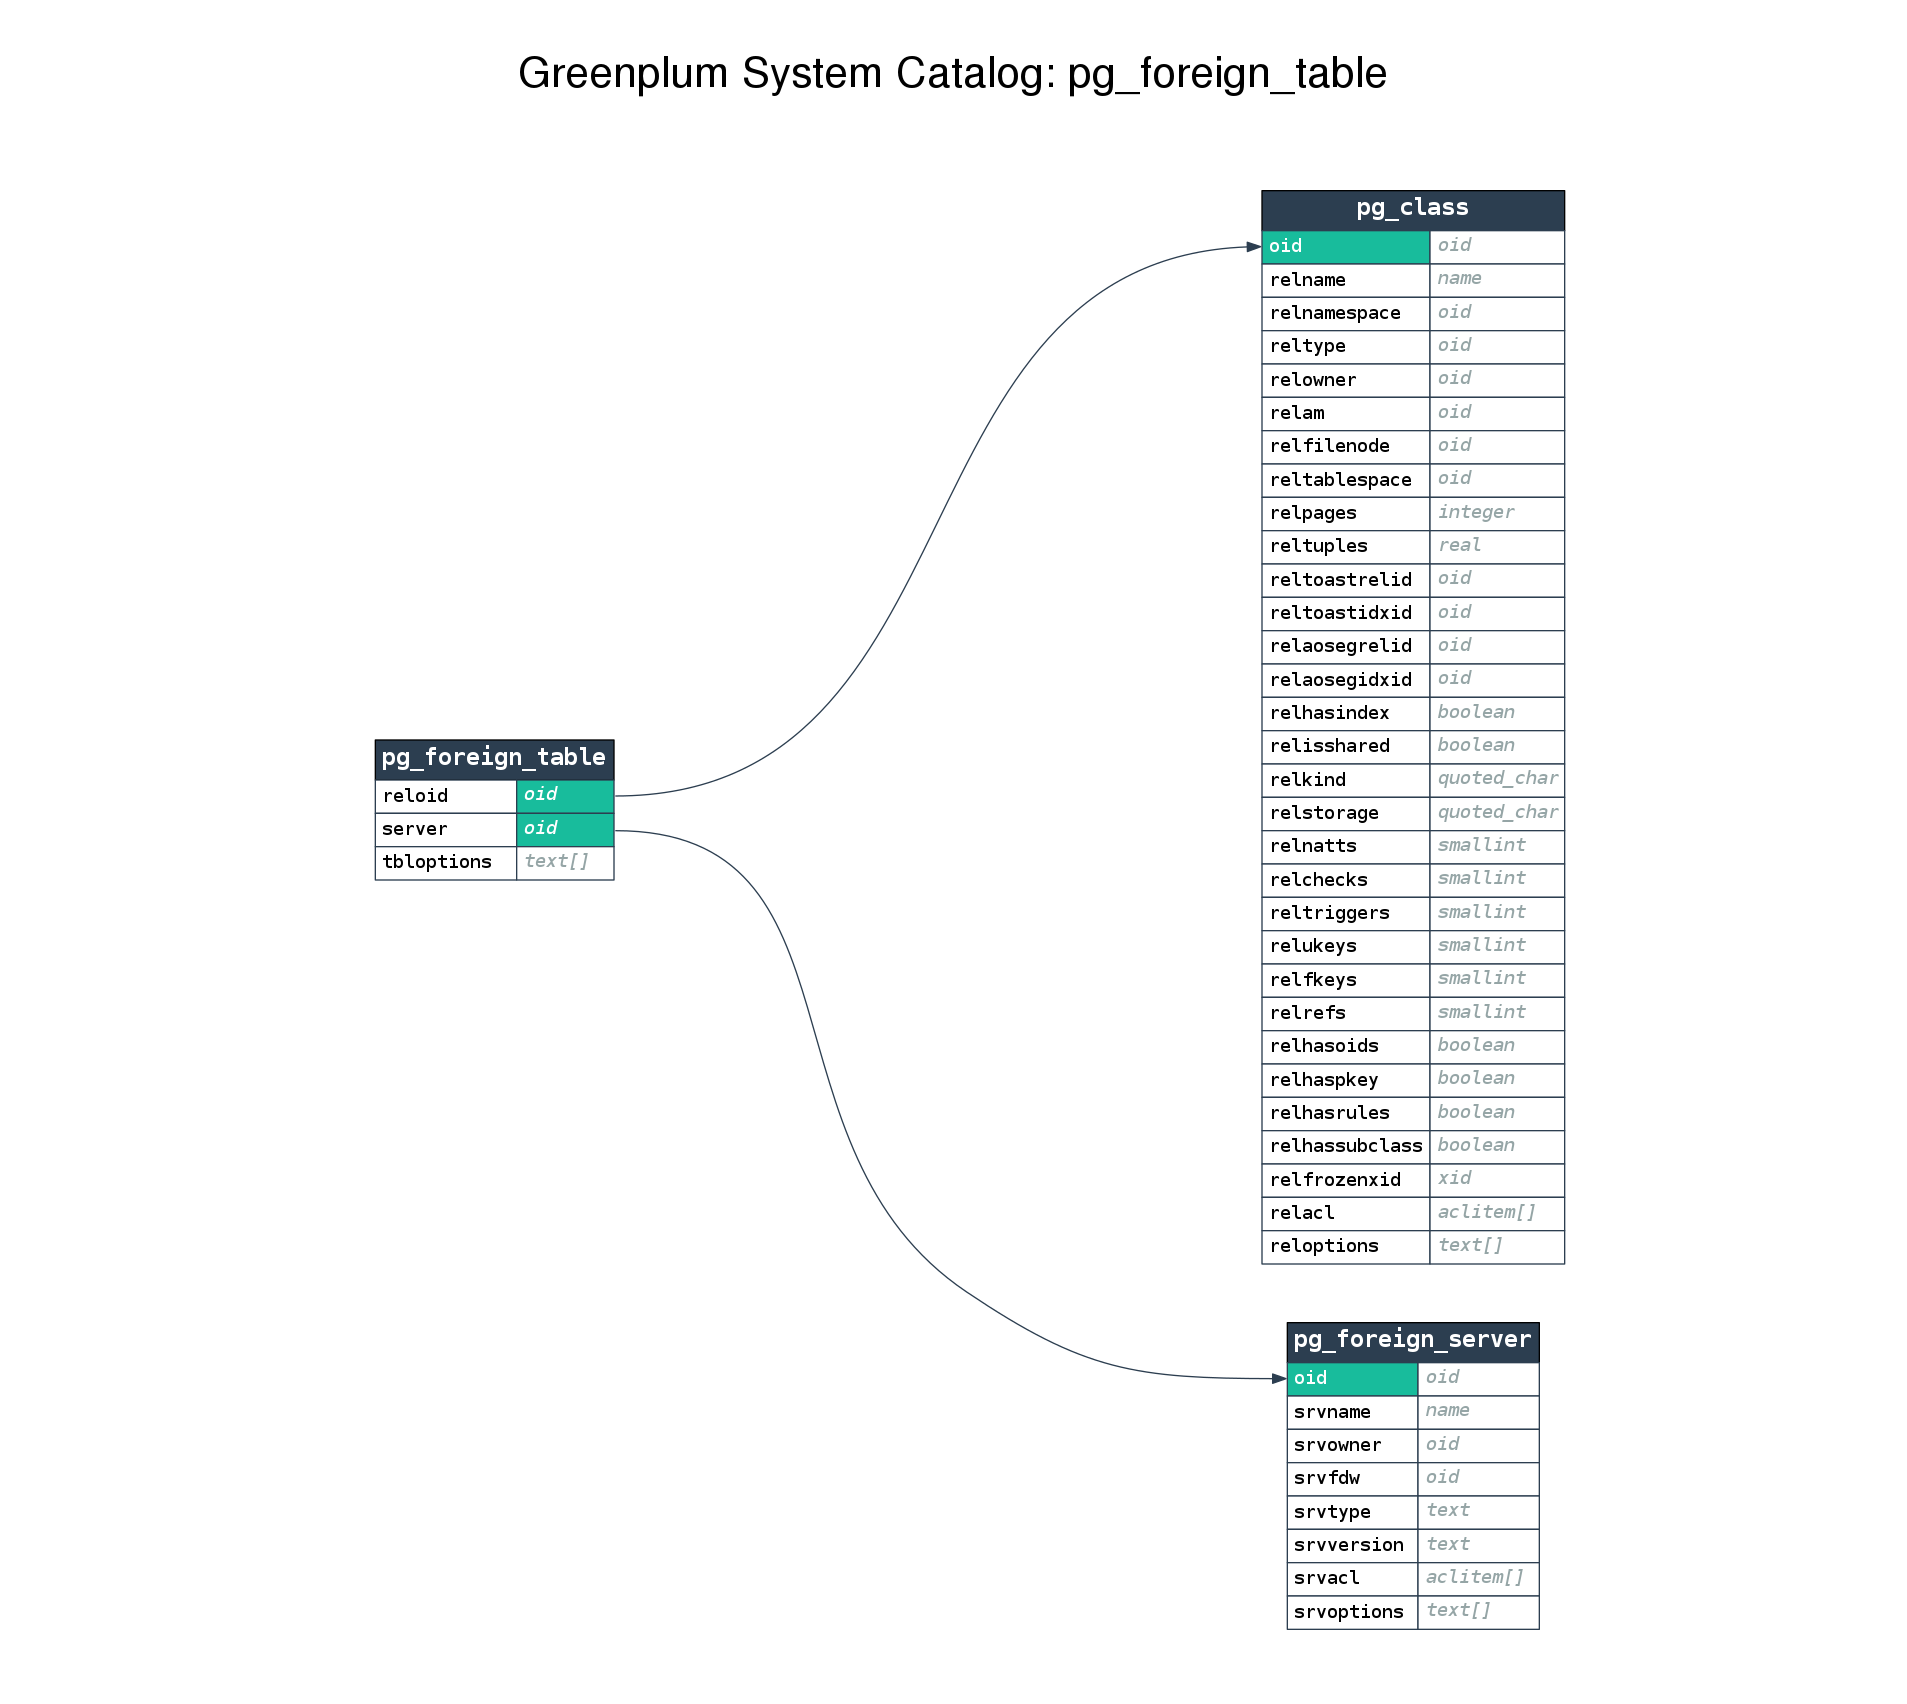 Greenplum System Catalog: pg_foreign_table
pg_foreign_table
reloid oid
server oid
tbloptions text[]
pg_class
oid oid
relname name
relnamespace oid
reltype oid
relowner oid
relam oid
relfilenode oid
reltablespace oid
relpages integer
reltuples real
reltoastrelid oid
reltoastidxid oid
relaosegrelid oid
relaosegidxid oid
relhasindex boolean
relisshared boolean
relkind quoted_char
relstorage quoted_char
relnatts smallint
relchecks smallint
reltriggers smallint
relukeys smallint
relfkeys smallint
relrefs smallint
relhasoids boolean
relhaspkey boolean
relhasrules boolean
relhassubclass boolean
relfrozenxid xid
relacl aclitem[]
reloptions text[]
pg_foreign_server
oid oid
srvname name
srvowner oid
srvfdw oid
srvtype text
srvversion text
srvacl aclitem[]
srvoptions text[]